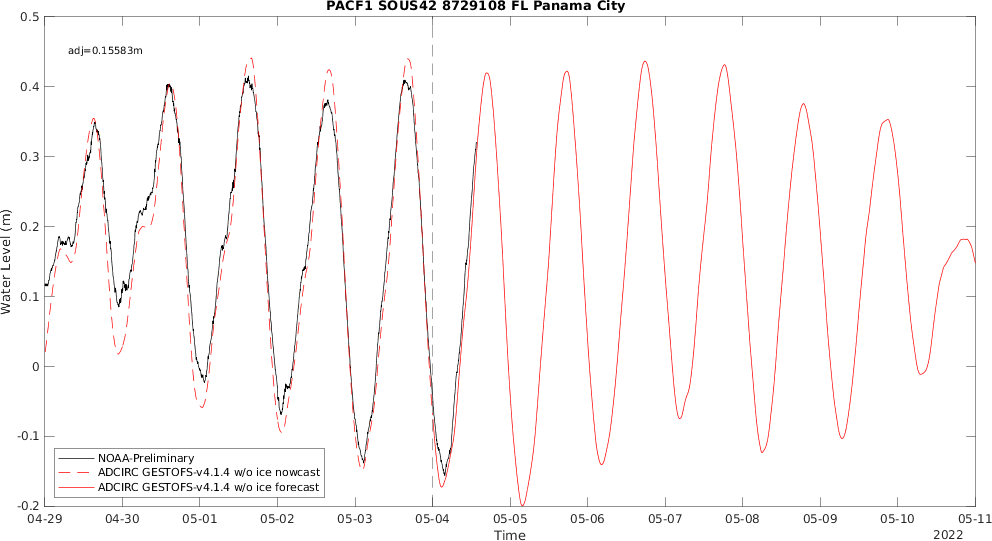 PACF1 SOUS42 8729108 FL Panama City
adj=0.15583m
0.5
0.4
0.3
0.2
0.1
0
-0.1
-0.2
Water Level (m)
NOAA-Preliminary
ADCIRC GESTOFS-v4.1.4 w/o ice nowcast
ADCIRC GESTOFS-v4.1.4 w/o ice forecast
04-29 04-30 05-01 05-02 05-03 05-04 05-05 05-06 05-07 05-08 05-09 05-10 05-11
Time
2022